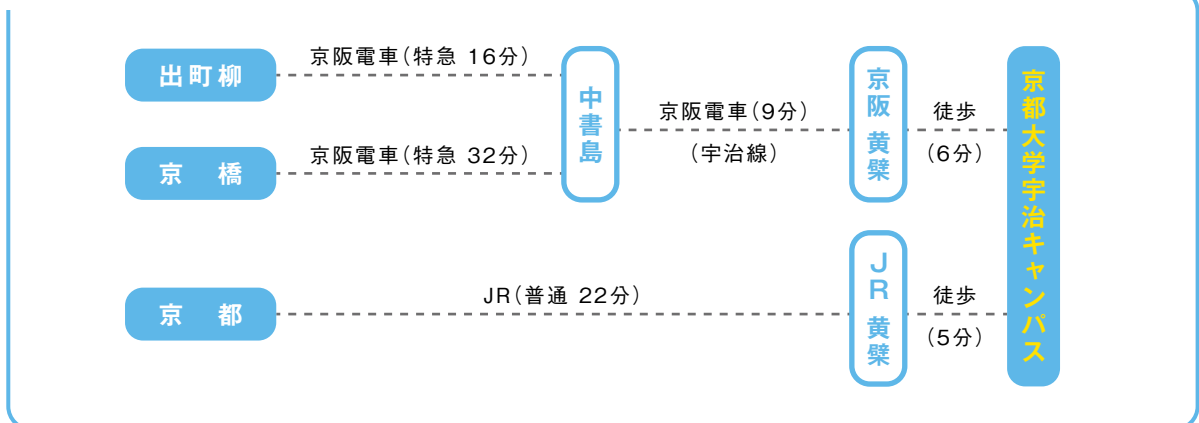 出町柳
京阪電車(特急 16分)
京橋
京阪電車(特急 32分)
中書島
京阪電車(9分)
(宇治線)
京阪 黄檗
徒歩
(6分)
京都
JR(普通 22分)
JR 黄檗
徒歩
(5分)
京都大学宇治キャンパス